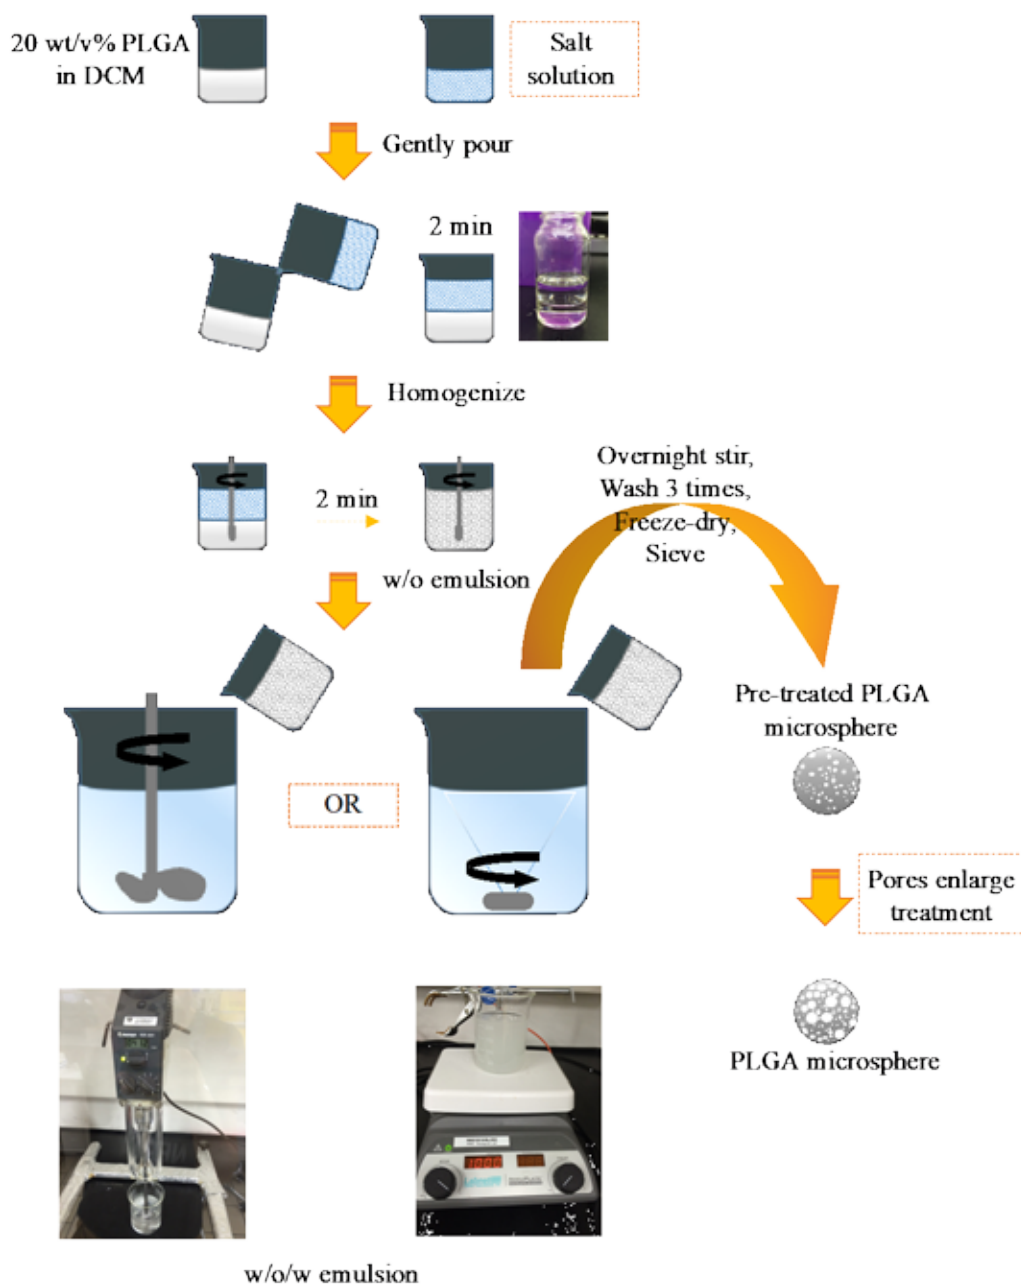 20 wt/v% PLGA
in DCM
Salt
solution
Gently pour
2 min
Homogenize
2 min
w/o emulsion
Overnight stir,
Wash 3 times,
Freeze-dry,
Sieve
Pre-treated PLGA
microsphere
OR
Pores enlarge
treatment
PLGA microsphere
1000
w/o/w emulsion